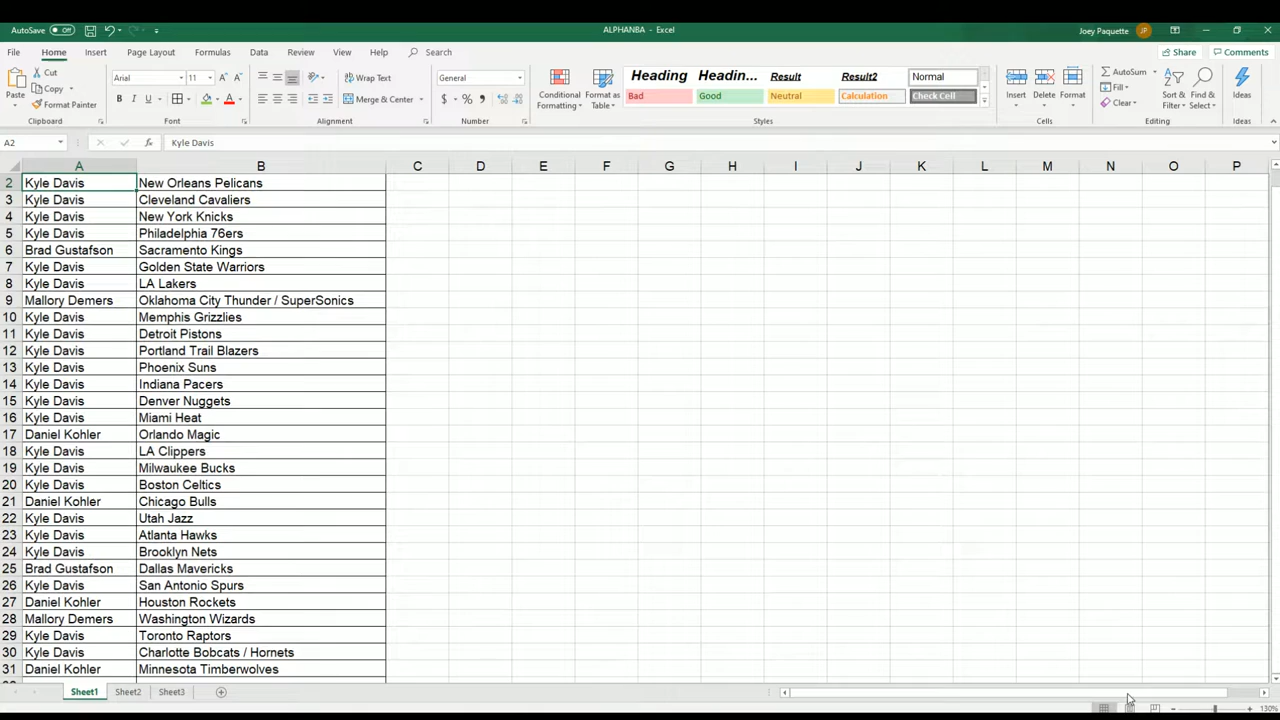 AutoSave Off
ALPHANBA - Excel
Joey Paquette JP
File Home Insert Page Layout Formulas Data Review View Help Search
Share Comments
Paste
Cut
Copy
Format Painter
Clipboard
Arial 11
B I U
Font
Wrap Text
Merge & Center
Alignment
General
$ % ,
Number
Conditional Formatting
Format as Table
Heading Headin... Result Result2 Normal
Bad Good Neutral Calculation Check Cell
Styles
Insert Delete Format
Cells
AutoSum
Fill
Clear
Sort & Filter
Find & Select
Editing
Ideas
Ideas
A2 fx Kyle Davis
A B C D E F G H I J K L M N O P
2 Kyle Davis New Orleans Pelicans
3 Kyle Davis Cleveland Cavaliers
4 Kyle Davis New York Knicks
5 Kyle Davis Philadelphia 76ers
6 Brad Gustafson Sacramento Kings
7 Kyle Davis Golden State Warriors
8 Kyle Davis LA Lakers
9 Mallory Demers Oklahoma City Thunder / SuperSonics
10 Kyle Davis Memphis Grizzlies
11 Kyle Davis Detroit Pistons
12 Kyle Davis Portland Trail Blazers
13 Kyle Davis Phoenix Suns
14 Kyle Davis Indiana Pacers
15 Kyle Davis Denver Nuggets
16 Kyle Davis Miami Heat
17 Daniel Kohler Orlando Magic
18 Kyle Davis LA Clippers
19 Kyle Davis Milwaukee Bucks
20 Kyle Davis Boston Celtics
21 Daniel Kohler Chicago Bulls
22 Kyle Davis Utah Jazz
23 Kyle Davis Atlanta Hawks
24 Kyle Davis Brooklyn Nets
25 Brad Gustafson Dallas Mavericks
26 Kyle Davis San Antonio Spurs
27 Daniel Kohler Houston Rockets
28 Mallory Demers Washington Wizards
29 Kyle Davis Toronto Raptors
30 Kyle Davis Charlotte Bobcats / Hornets
31 Daniel Kohler Minnesota Timberwolves
Sheet1 Sheet2 Sheet3
130%